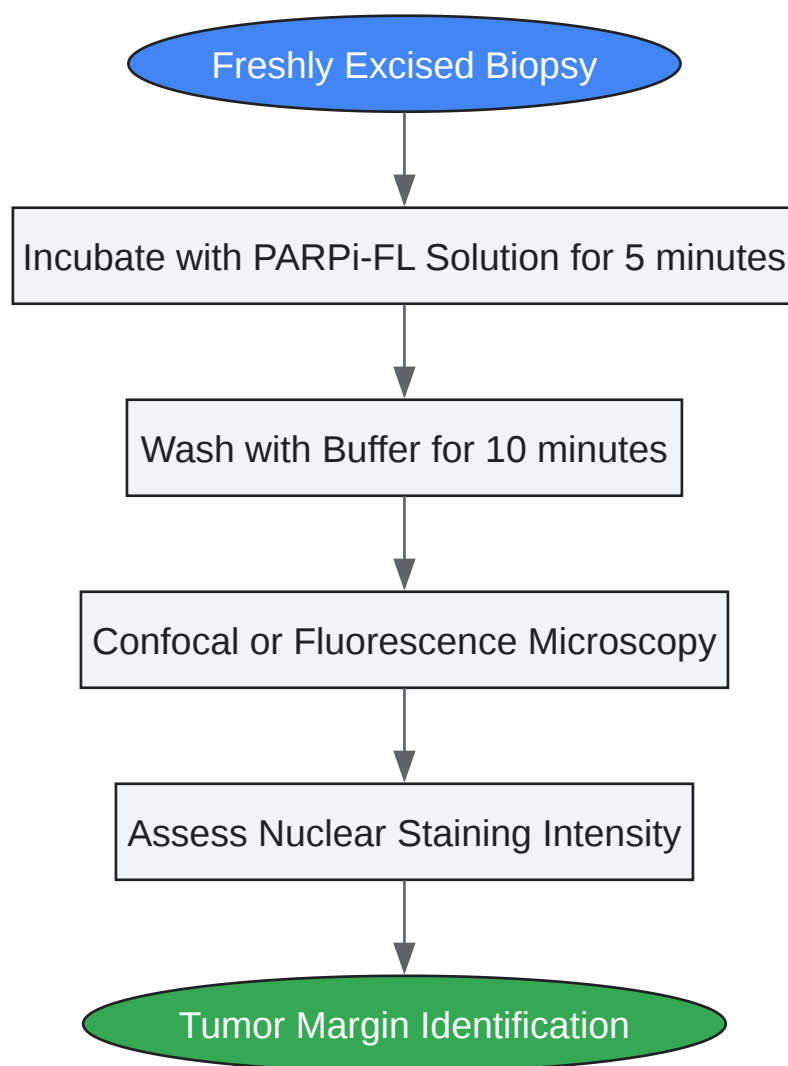 Freshly Excised Biopsy
Incubate with PARPi-FL Solution for 5 minutes
Wash with Buffer for 10 minutes
Confocal or Fluorescence Microscopy
Assess Nuclear Staining Intensity
Tumor Margin Identification